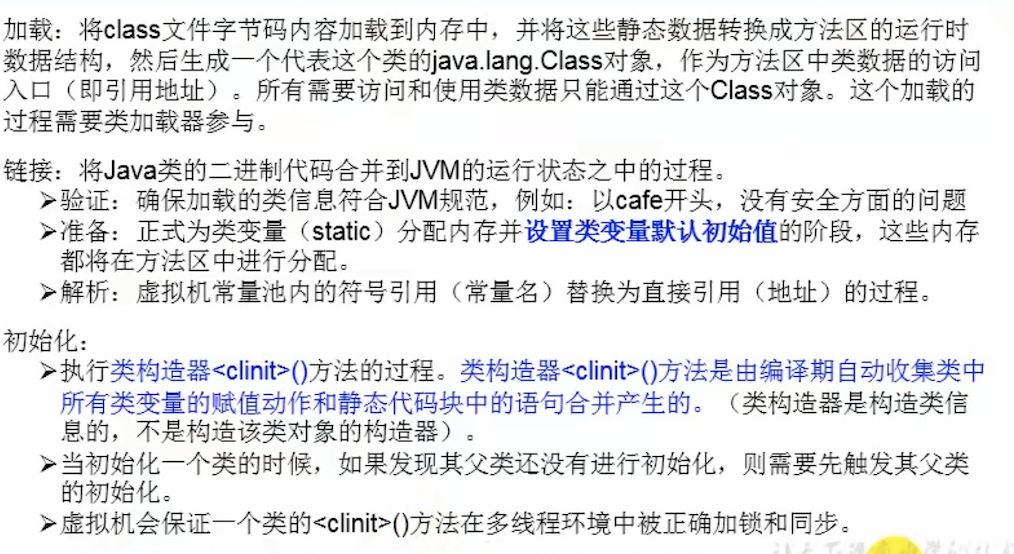 加载：将class文件字节码内容加载到内存中，并将这些静态数据转换成方法区的运行时
数据结构，然后生成一个代表这个类的java.lang.Class对象，作为方法区中类数据的访问
入口（即引用地址）。所有需要访问和使用类数据只能通过这个Class对象。这个加载的
过程需要类加载器参与。
链接：将Java类的二进制代码合并到JVM的运行状态之中的过程。
➢验证：确保加载的类信息符合JVM规范，例如：以cafe开头，没有安全方面的问题
➢准备：正式为类变量（static）分配内存并设置类变量默认初始值的阶段，这些内存
都将在方法区中进行分配。
➢解析：虚拟机常量池内的符号引用（常量名）替换为直接引用（地址）的过程。
初始化：
➢执行类构造器<clinit>()方法的过程。类构造器<clinit>()方法是由编译期自动收集类中
所有类变量的赋值动作和静态代码块中的语句合并产生的。（类构造器是构造类信
息的，不是构造该类对象的构造器）。
➢当初始化一个类的时候，如果发现其父类还没有进行初始化，则需要先触发其父类
的初始化。
➢虚拟机会保证一个类的<clinit>()方法在多线程环境中被正确加锁和同步。